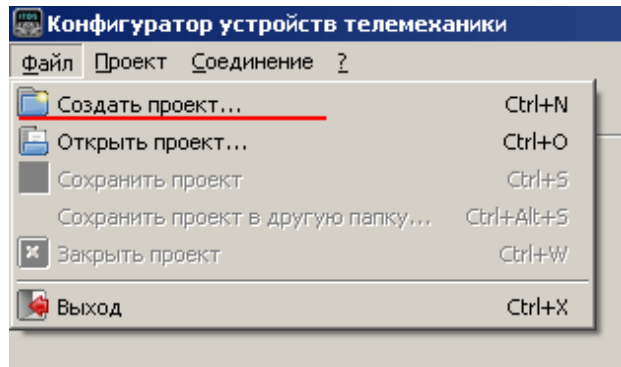 Конфигуратор устройств телемеханики
Файл Проект Соединение ?
Создать проект... Ctrl+N
Открыть проект... Ctrl+O
Сохранить проект Ctrl+S
Сохранить проект в другую папку... Ctrl+Alt+S
Закрыть проект Ctrl+W
Выход Ctrl+X